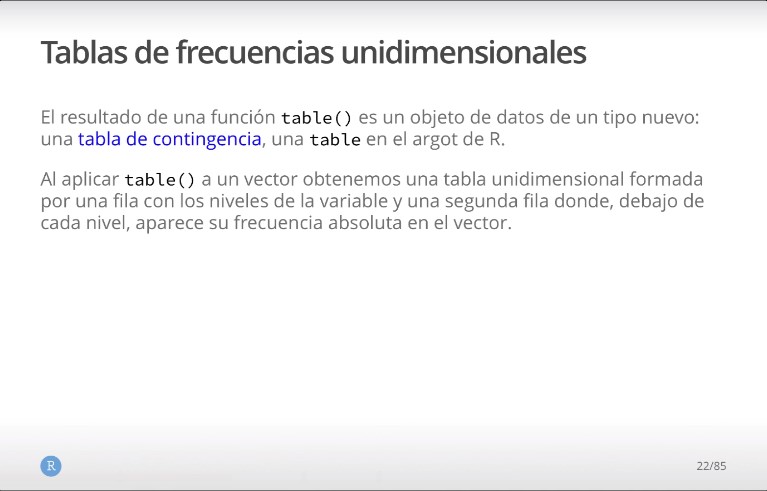 Tablas de frecuencias unidimensionales
El resultado de una función table() es un objeto de datos de un tipo nuevo:
una tabla de contingencia, una table en el argot de R.
Al aplicar table() a un vector obtenemos una tabla unidimensional formada
por una fila con los niveles de la variable y una segunda fila donde, debajo de
cada nivel, aparece su frecuencia absoluta en el vector.
R
22/85